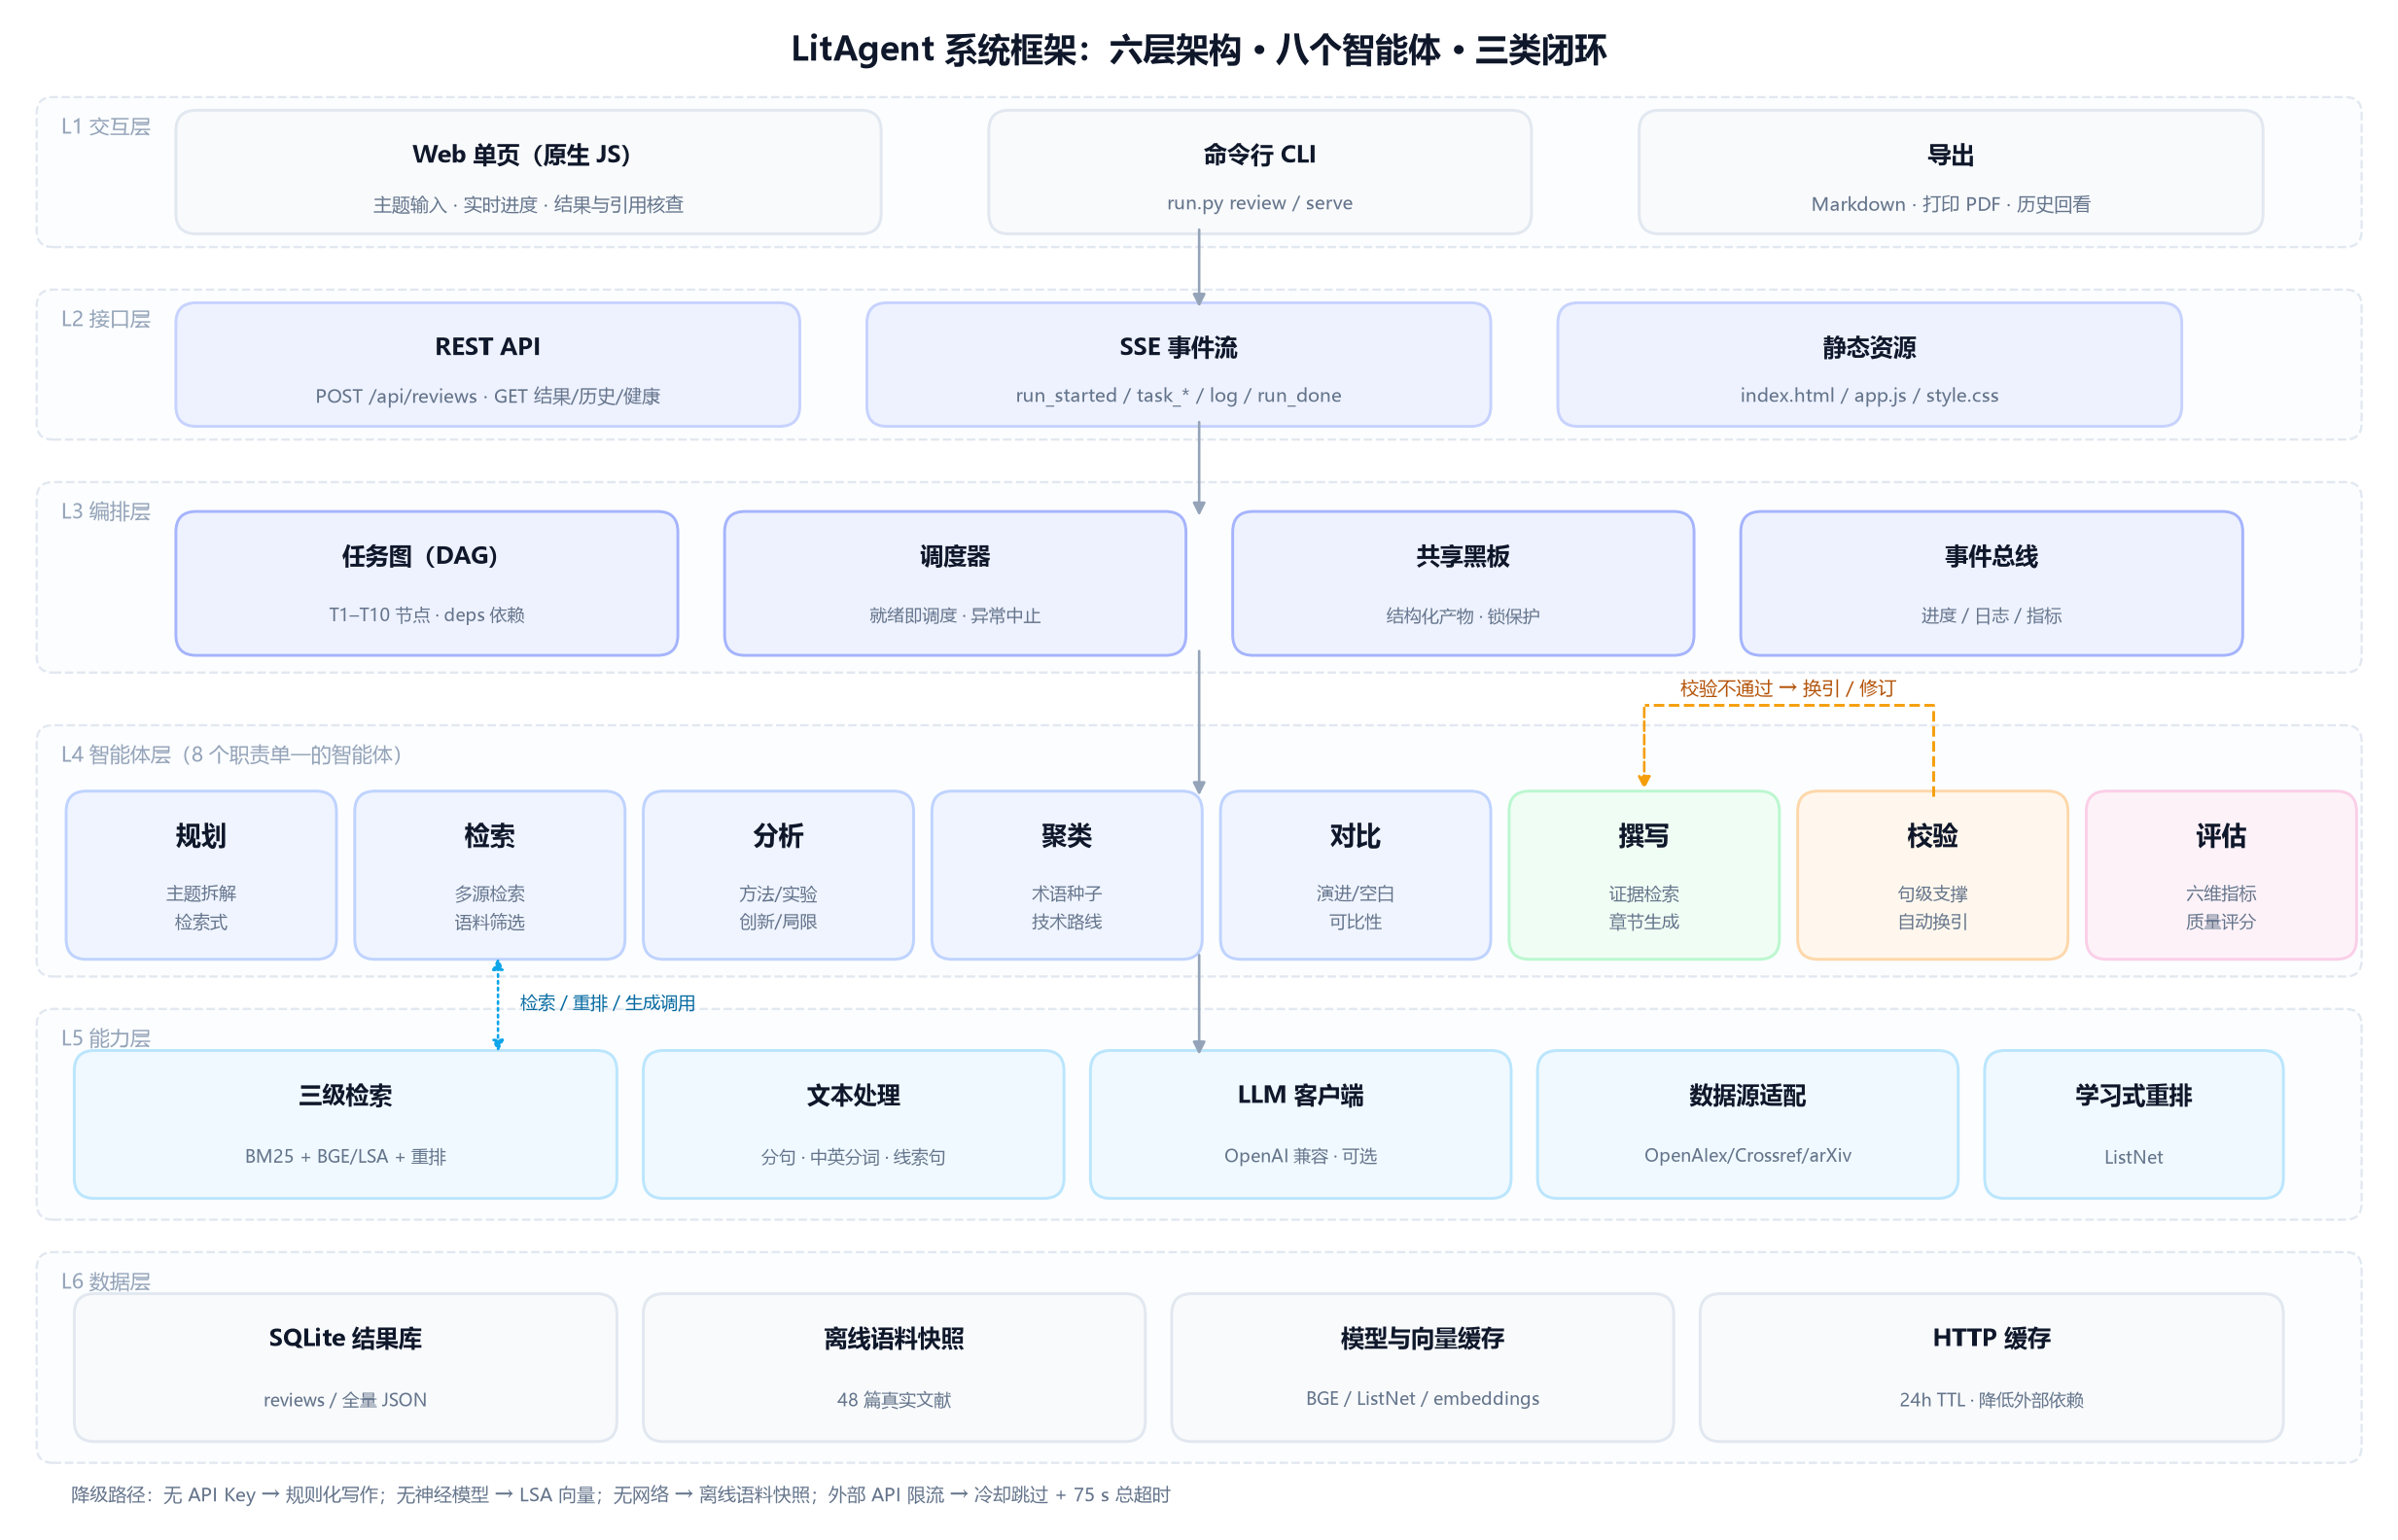 LitAgent 系统框架：六层架构 • 八个智能体 • 三类闭环
L1 交互层
Web 单页（原生 JS）
主题输入 · 实时进度 · 结果与引用核查
命令行 CLI
run.py review / serve
导出
Markdown · 打印 PDF · 历史回看
L2 接口层
REST API
POST /api/reviews · GET 结果/历史/健康
SSE 事件流
run_started / task_* / log / run_done
静态资源
index.html / app.js / style.css
L3 编排层
任务图（DAG）
T1–T10 节点 · deps 依赖
调度器
就绪即调度 · 异常中止
共享黑板
结构化产物 · 锁保护
事件总线
进度 / 日志 / 指标
校验不通过 → 换引 / 修订
L4 智能体层（8 个职责单一的智能体）
规划
主题拆解
检索式
检索
多源检索
语料筛选
分析
方法/实验
创新/局限
聚类
术语种子
技术路线
对比
演进/空白
可比性
撰写
证据检索
章节生成
校验
句级支撑
自动换引
评估
六维指标
质量评分
检索 / 重排 / 生成调用
L5 能力层
三级检索
BM25 + BGE/LSA + 重排
文本处理
分句 · 中英分词 · 线索句
LLM 客户端
OpenAI 兼容 · 可选
数据源适配
OpenAlex/Crossref/arXiv
学习式重排
ListNet
L6 数据层
SQLite 结果库
reviews / 全量 JSON
离线语料快照
48 篇真实文献
模型与向量缓存
BGE / ListNet / embeddings
HTTP 缓存
24h TTL · 降低外部依赖
降级路径：无 API Key → 规则化写作；无神经模型 → LSA 向量；无网络 → 离线语料快照；外部 API 限流 → 冷却跳过 + 75 s 总超时